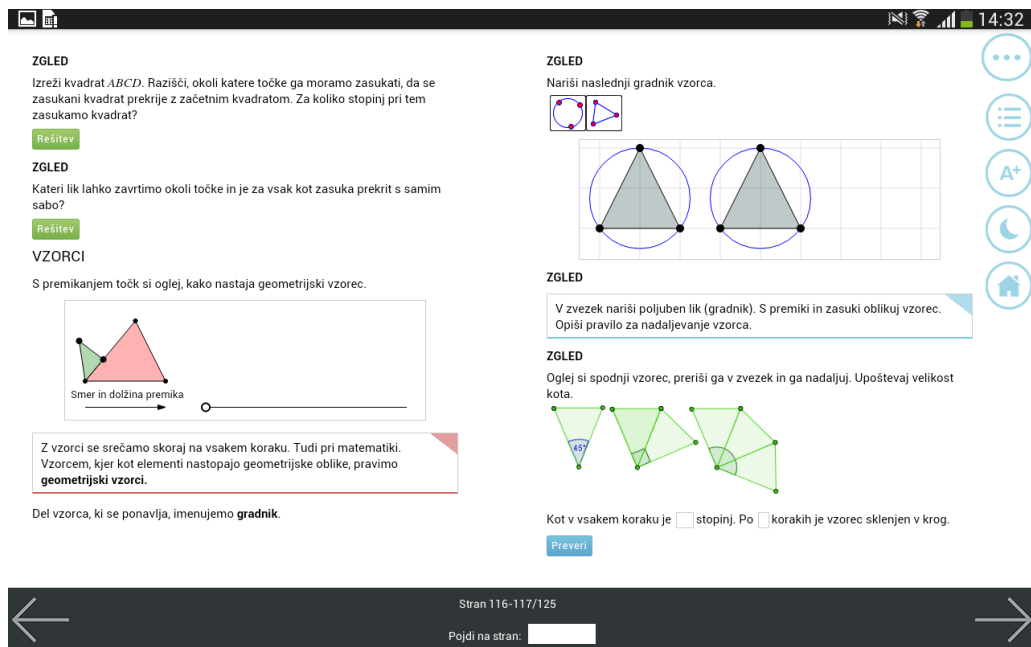 14:32
ZGLED
Izreži kvadrat ABCD. Razišči, okoli katere točke ga moramo zasukati, da se
zasukani kvadrat prekrije z začetnim kvadratom. Za koliko stopinj pri tem
zasukamo kvadrat?
Rešitev
ZGLED
Kateri lik lahko zavrtimo okoli točke in je za vsak kot zasuka prekrit s samim
sabo?
Rešitev
VZORCI
S premikanjem točk si oglej, kako nastaja geometrijski vzorec.
Smer in dolžina premika
Z vzorci se srečamo skoraj na vsakem koraku. Tudi pri matematiki.
Vzorcem, kjer kot elementi nastopajo geometrijske oblike, pravimo
geometrijski vzorci.
Del vzorca, ki se ponavlja, imenujemo gradnik.
ZGLED
Nariši naslednji gradnik vzorca.
ZGLED
V zvezek nariši poljuben lik (gradnik). S premiki in zasuki oblikuj vzorec.
Opiši pravilo za nadaljevanje vzorca.
ZGLED
Oglej si spodnji vzorec, preriši ga v zvezek in ga nadaljuj. Upoštevaj velikost
kota.
45°
Kot v vsakem koraku je stopinj. Po korakih je vzorec sklenjen v krog.
Preveri
A+
Stran 116-117/125
Pojdi na stran: